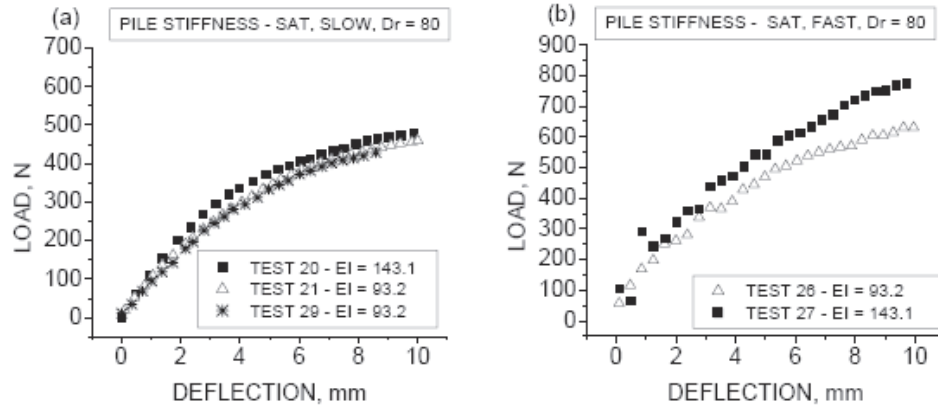 (a)
PILE STIFFNESS - SAT, SLOW, Dr = 80
700
600
500
400
300
200
100
0
LOAD, N
TEST 20 - EI = 143.1
TEST 21 - EI = 93.2
TEST 29 - EI = 93.2
0 2 4 6 8 10
DEFLECTION, mm
(b)
PILE STIFFNESS - SAT, FAST, Dr = 80
900
800
700
600
500
400
300
200
100
0
LOAD, N
TEST 26 - EI = 93.2
TEST 27 - EI = 143.1
0 2 4 6 8 10
DEFLECTION, mm